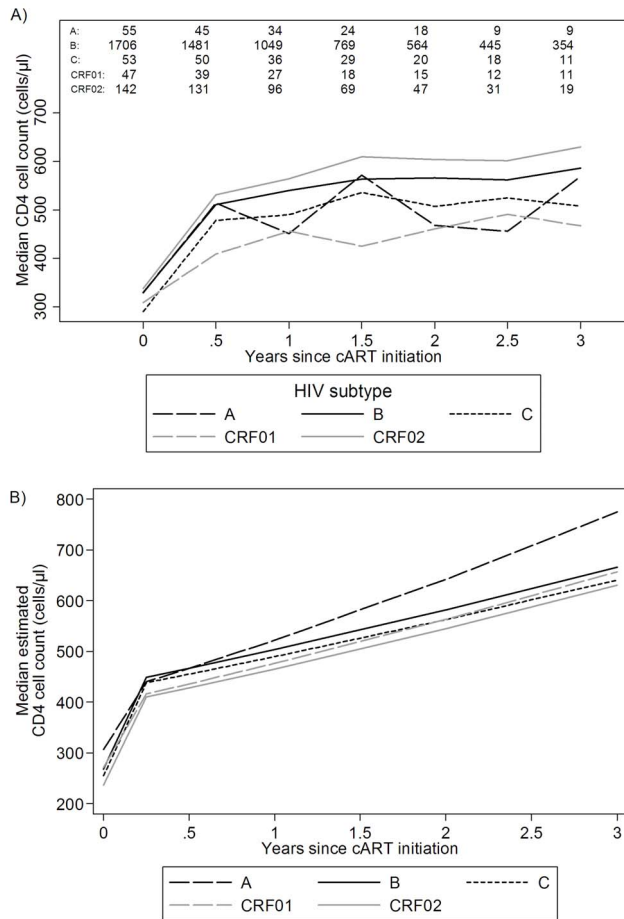 A)
A: 55 45 34 24 18 9 9
B: 1706 1481 1049 769 564 445 354
C: 53 50 36 29 20 18 11
CRF01: 47 39 27 18 15 12 11
CRF02: 142 131 96 69 47 31 19
Median CD4 cell count (cells/µl)
700
600
500
400
300
0 .5 1 1.5 2 2.5 3
Years since cART initiation
HIV subtype
A B C
CRF01 CRF02
B)
Median estimated
CD4 cell count (cells/µl)
800
700
600
500
400
300
200
0 .5 1 1.5 2 2.5 3
Years since cART initiation
A B C
CRF01 CRF02